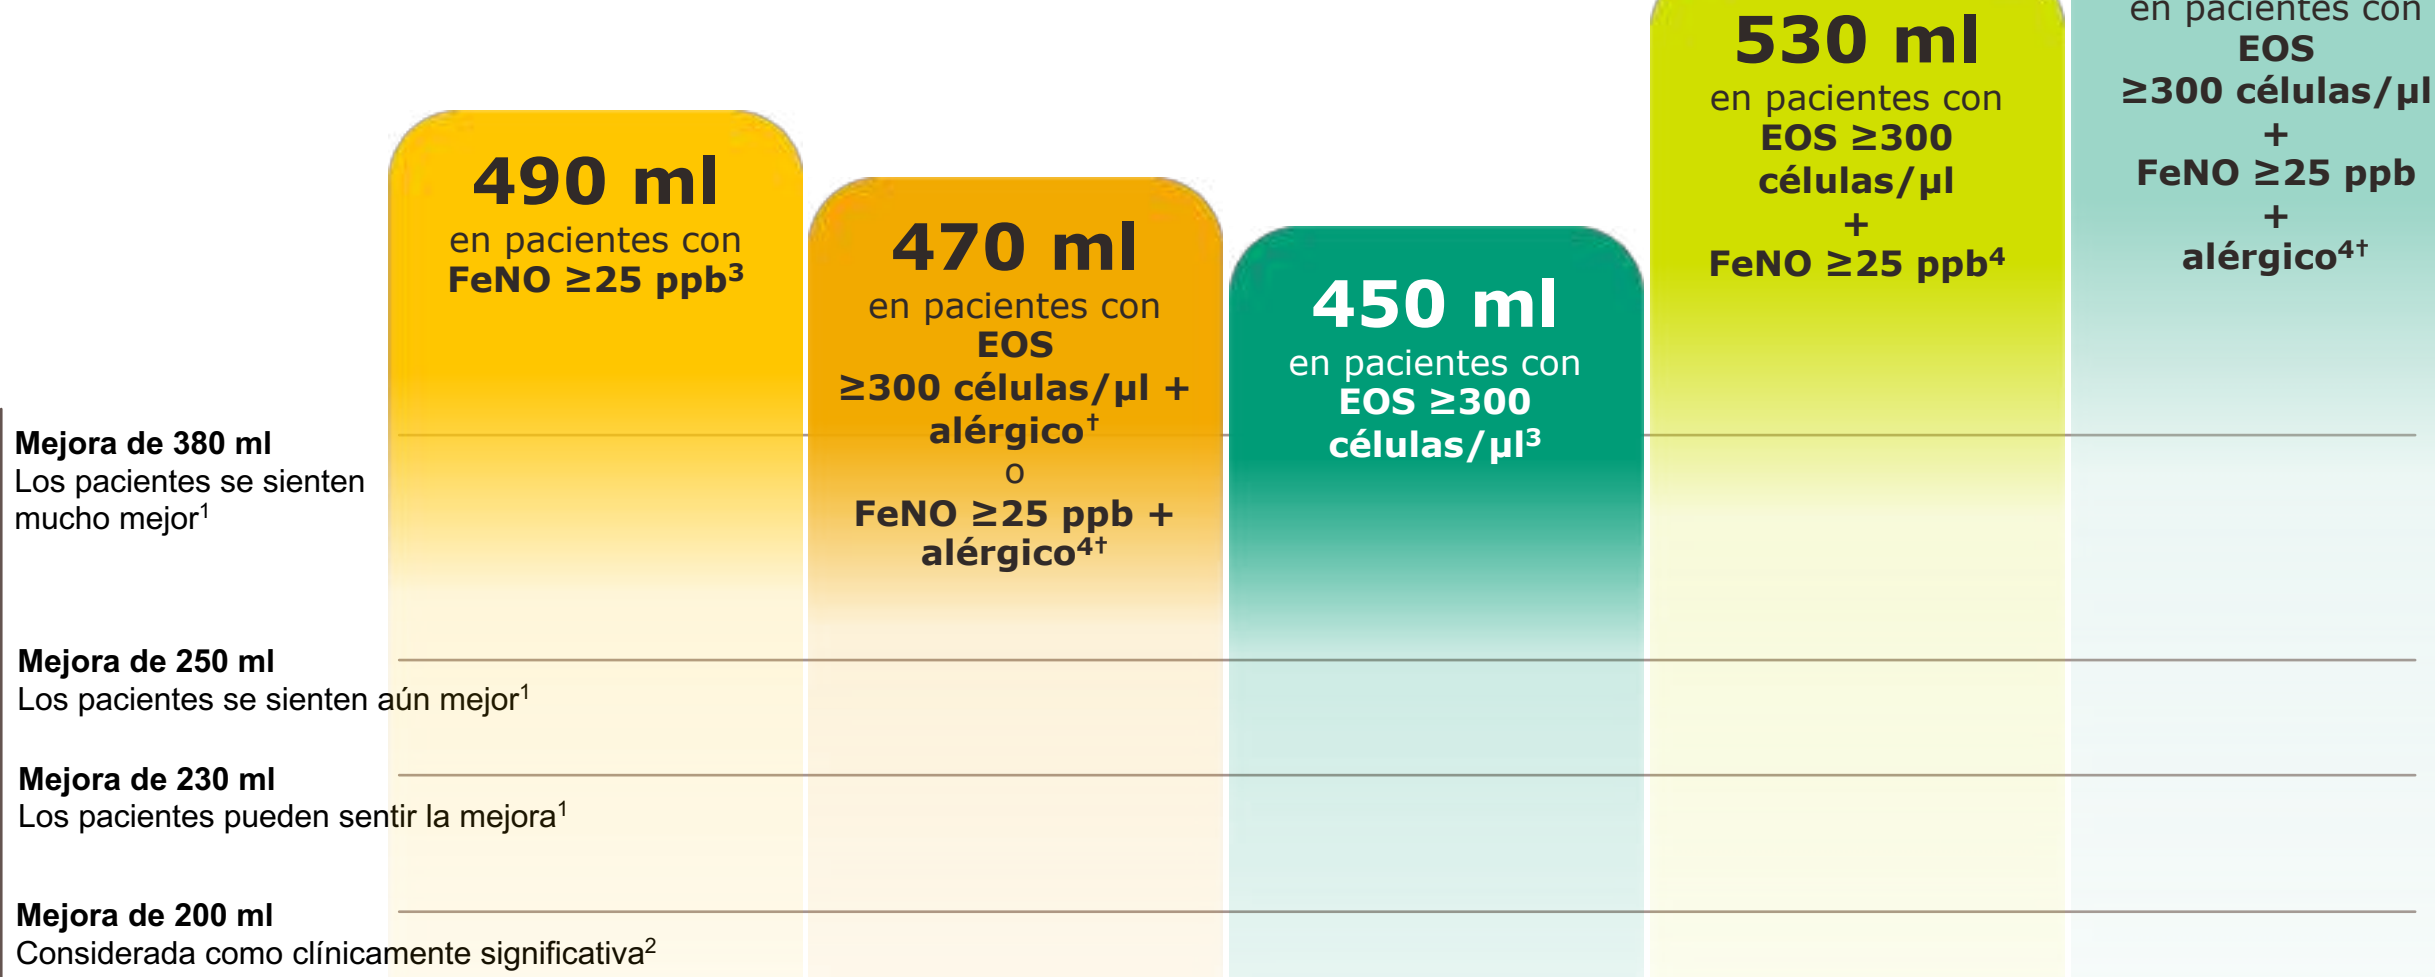 490 ml
en pacientes con
FeNO ≥25 ppb³
470 ml
en pacientes con
EOS
≥300 células/µl +
alérgico†
o
FeNO ≥25 ppb +
alérgico⁴†
450 ml
en pacientes con
EOS ≥300
células/µl³
530 ml
en pacientes con
EOS ≥300
células/µl
+
FeNO ≥25 ppb⁴
en pacientes con
EOS
≥300 células/µl
+
FeNO ≥25 ppb
+
alérgico⁴†
Mejora de 380 ml
Los pacientes se sienten
mucho mejor¹
Mejora de 250 ml
Los pacientes se sienten aún mejor¹
Mejora de 230 ml
Los pacientes pueden sentir la mejora¹
Mejora de 200 ml
Considerada como clínicamente significativa²